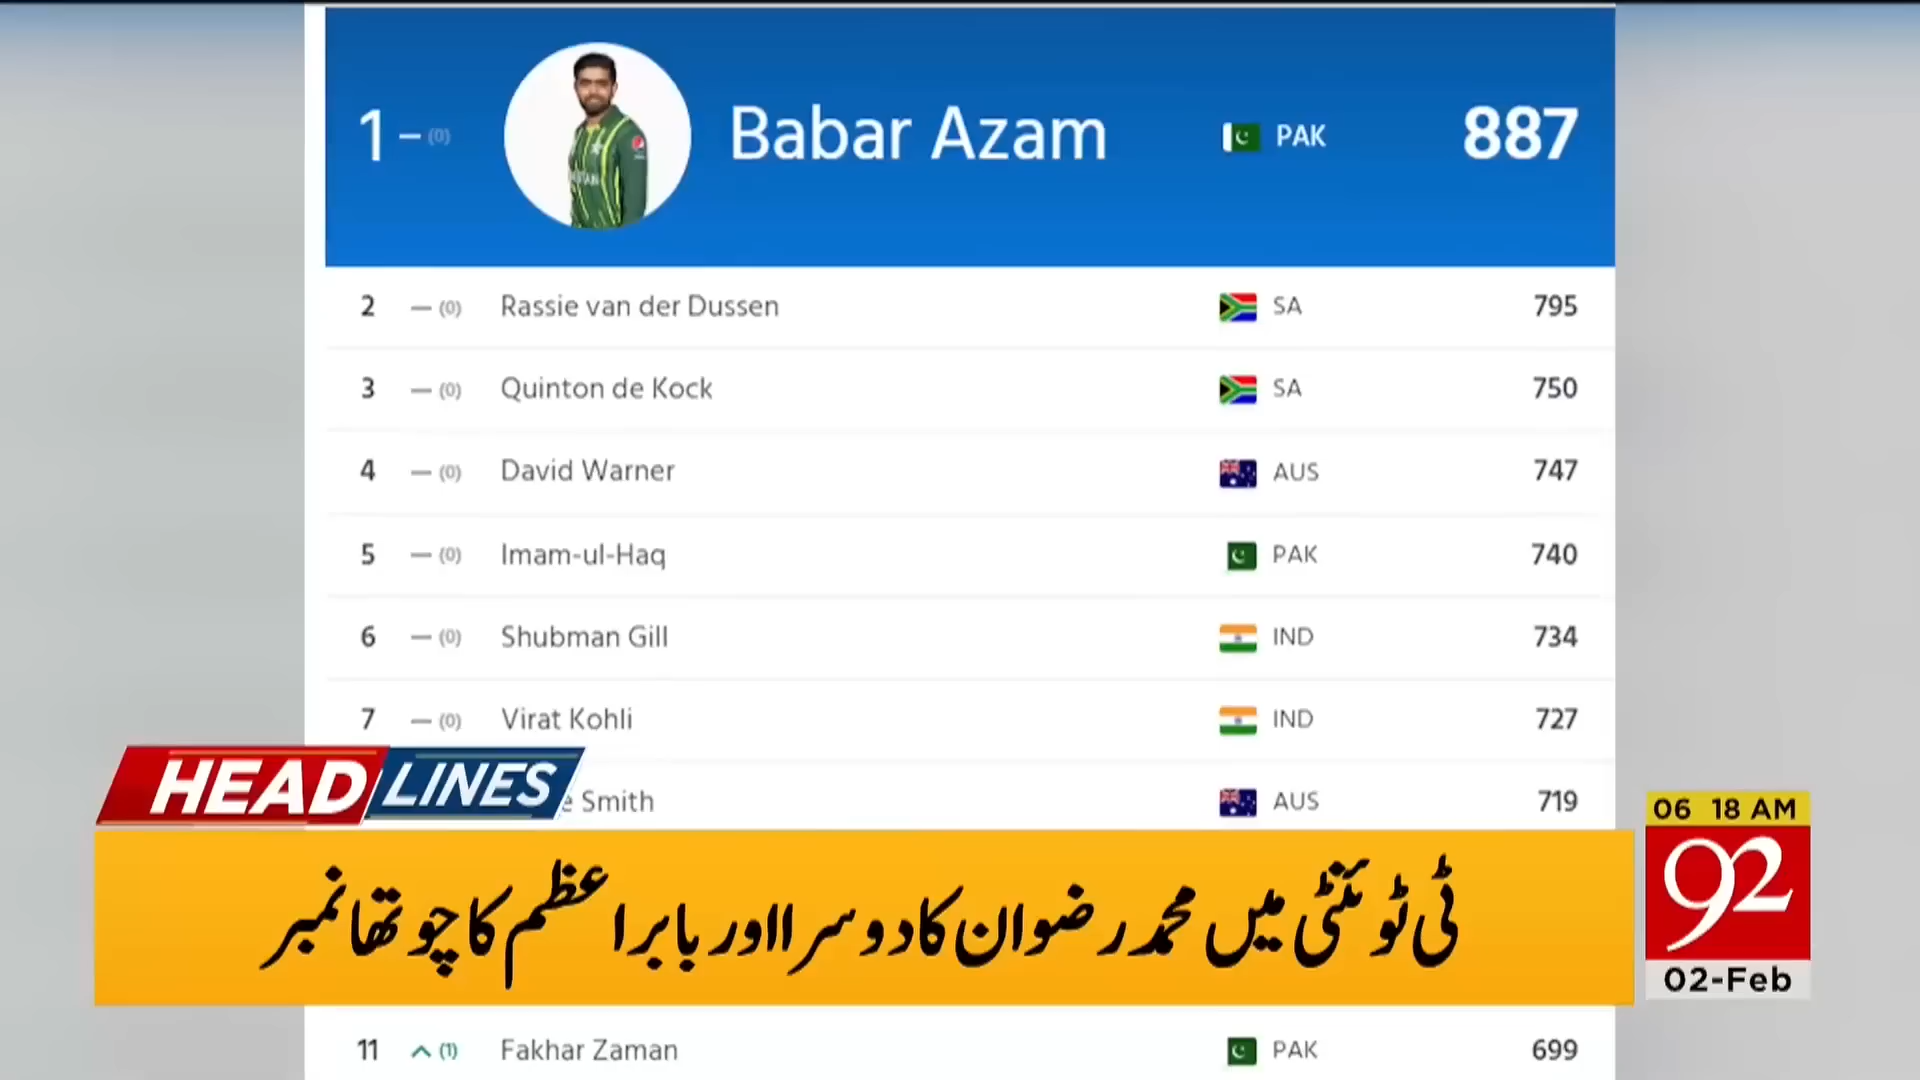 1 – (0) Babar Azam PAK 887
2 — (0) Rassie van der Dussen SA 795
3 — (0) Quinton de Kock SA 750
4 — (0) David Warner AUS 747
5 — (0) Imam-ul-Haq PAK 740
6 — (0) Shubman Gill IND 734
7 — (0) Virat Kohli IND 727
Smith AUS 719
HEADLINES
ٹی ٹوئنٹی میں محمد رضوان کا دوسرا اور بابر اعظم کا چوتھا نمبر
06 18 AM
92
02-Feb
11 (1) Fakhar Zaman PAK 699